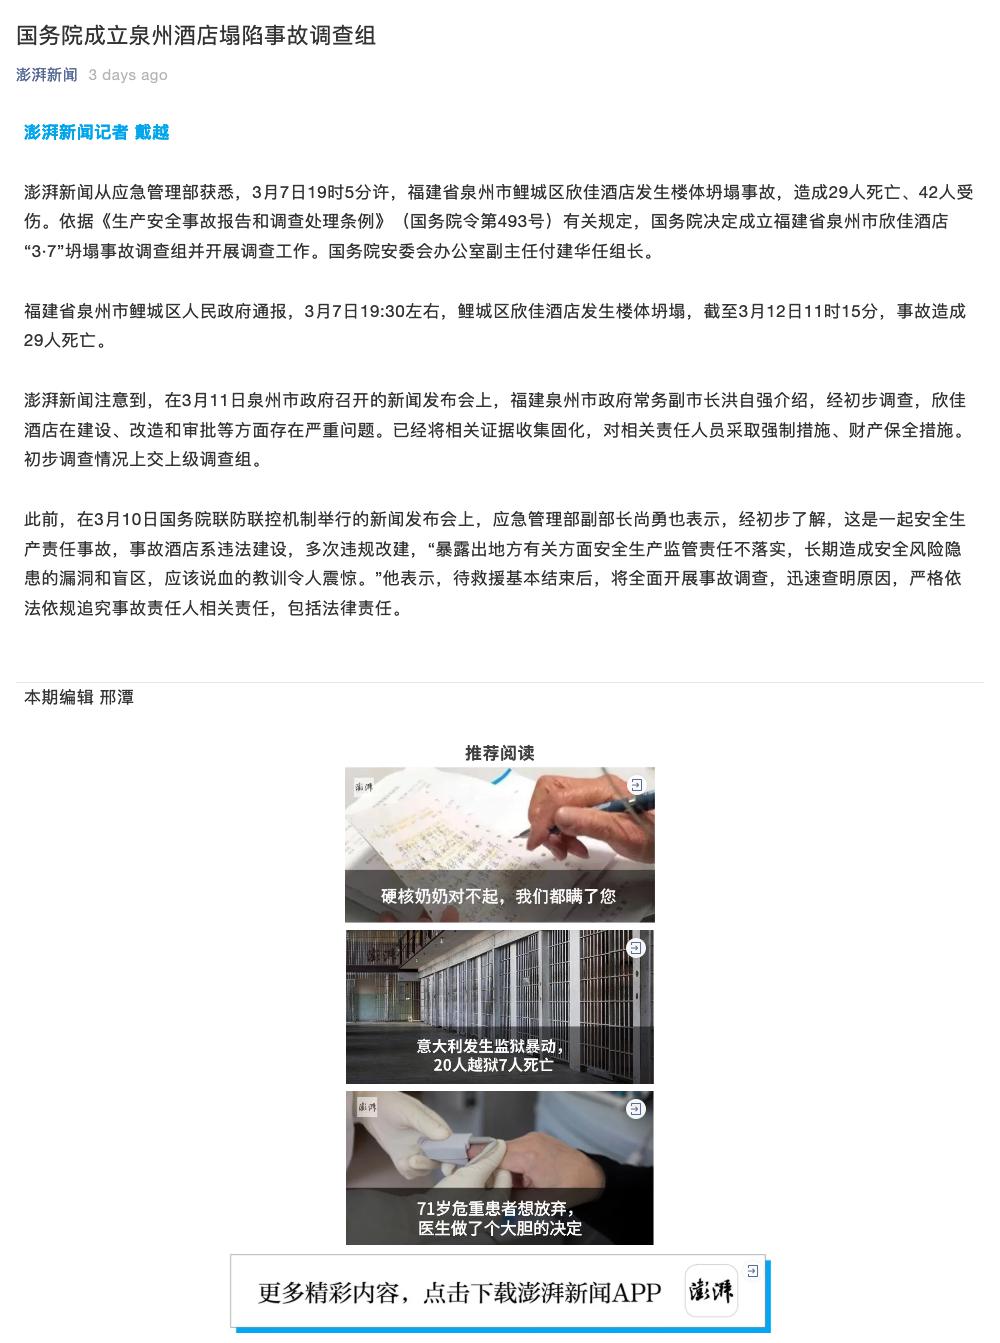 国务院成立泉州酒店塌陷事故调查组
澎湃新闻 3 days ago
澎湃新闻记者 戴越
澎湃新闻从应急管理部获悉，3月7日19时5分许，福建省泉州市鲤城区欣佳酒店发生楼体坍塌事故，造成29人死亡、42人受
伤。依据《生产安全事故报告和调查处理条例》（国务院令第493号）有关规定，国务院决定成立福建省泉州市欣佳酒店
“3·7”坍塌事故调查组并开展调查工作。国务院安委会办公室副主任付建华任组长。
福建省泉州市鲤城区人民政府通报，3月7日19:30左右，鲤城区欣佳酒店发生楼体坍塌，截至3月12日11时15分，事故造成
29人死亡。
澎湃新闻注意到，在3月11日泉州市政府召开的新闻发布会上，福建泉州市政府常务副市长洪自强介绍，经初步调查，欣佳
酒店在建设、改造和审批等方面存在严重问题。已经将相关证据收集固化，对相关责任人员采取强制措施、财产保全措施。
初步调查情况上交上级调查组。
此前，在3月10日国务院联防联控机制举行的新闻发布会上，应急管理部副部长尚勇也表示，经初步了解，这是一起安全生
产责任事故，事故酒店系违法建设，多次违规改建，“暴露出地方有关方面安全生产监管责任不落实，长期造成安全风险隐
患的漏洞和盲区，应该说血的教训令人震惊。”他表示，待救援基本结束后，将全面开展事故调查，迅速查明原因，严格依
法依规追究事故责任人相关责任，包括法律责任。
本期编辑 邢潭
推荐阅读
澎湃
硬核奶奶对不起，我们都瞒了您
澎湃
意大利发生监狱暴动，
20人越狱7人死亡
澎湃
71岁危重患者想放弃，
医生做了个大胆的决定
更多精彩内容，点击下载澎湃新闻APP
澎湃